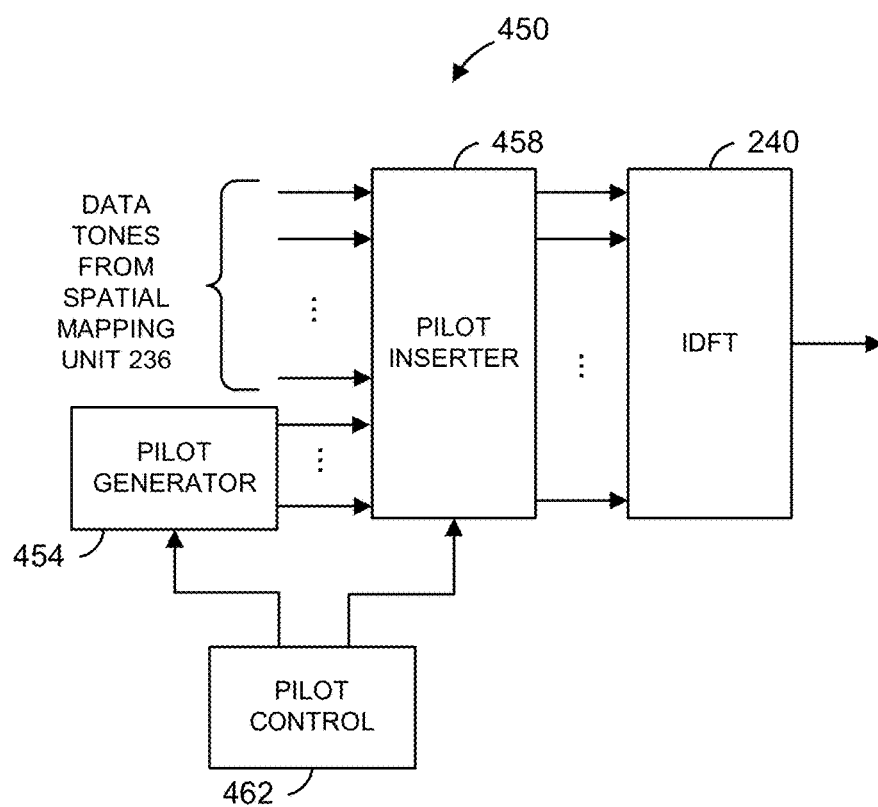 450
458
240
DATA
TONES
FROM
SPATIAL
MAPPING
UNIT 236
PILOT
INSERTER
IDFT
PILOT
GENERATOR
454
PILOT
CONTROL
462